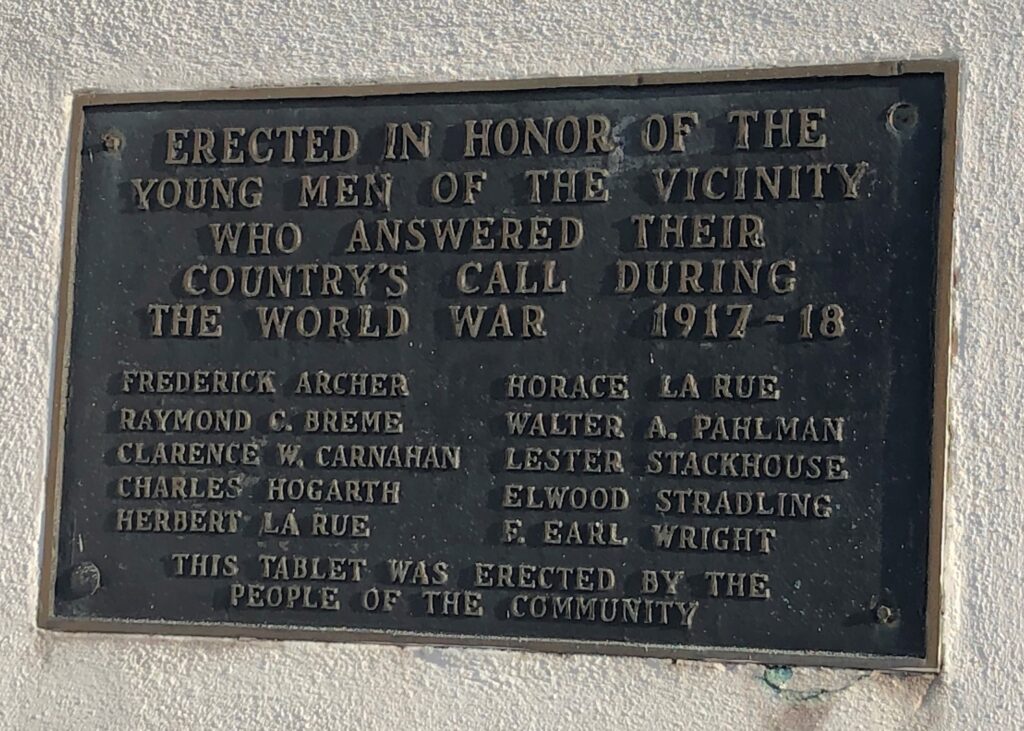 ERECTED IN HONOR OF THE
YOUNG MEN OF THE VICINITY
WHO ANSWERED THEIR
COUNTRY'S CALL DURING
THE WORLD WAR 1917-18
FREDERICK ARCHER
RAYMOND C. BREME
CLARENCE W. CARNAHAN
CHARLES HOGARTH
HERBERT LA RUE
HORACE LA RUE
WALTER A. PAHLMAN
LESTER STACKHOUSE
ELWOOD STRADLING
F. EARL WRIGHT
THIS TABLET WAS ERECTED BY THE
PEOPLE OF THE COMMUNITY